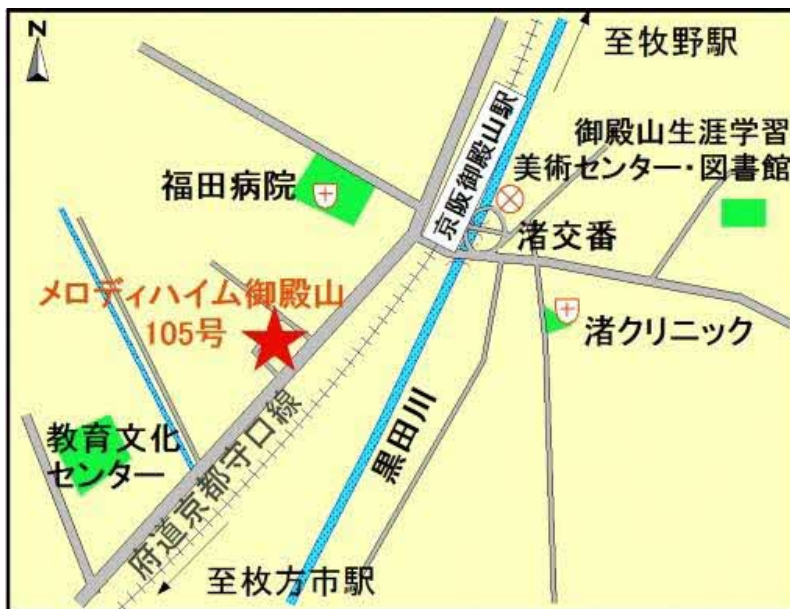 N
至牧野駅
京阪御殿山駅
御殿山生涯学習
美術センター・図書館
福田病院
渚交番
メロディハイム御殿山
105号
渚クリニック
教育文化
センター
府道京都守口線
黒田川
至枚方市駅